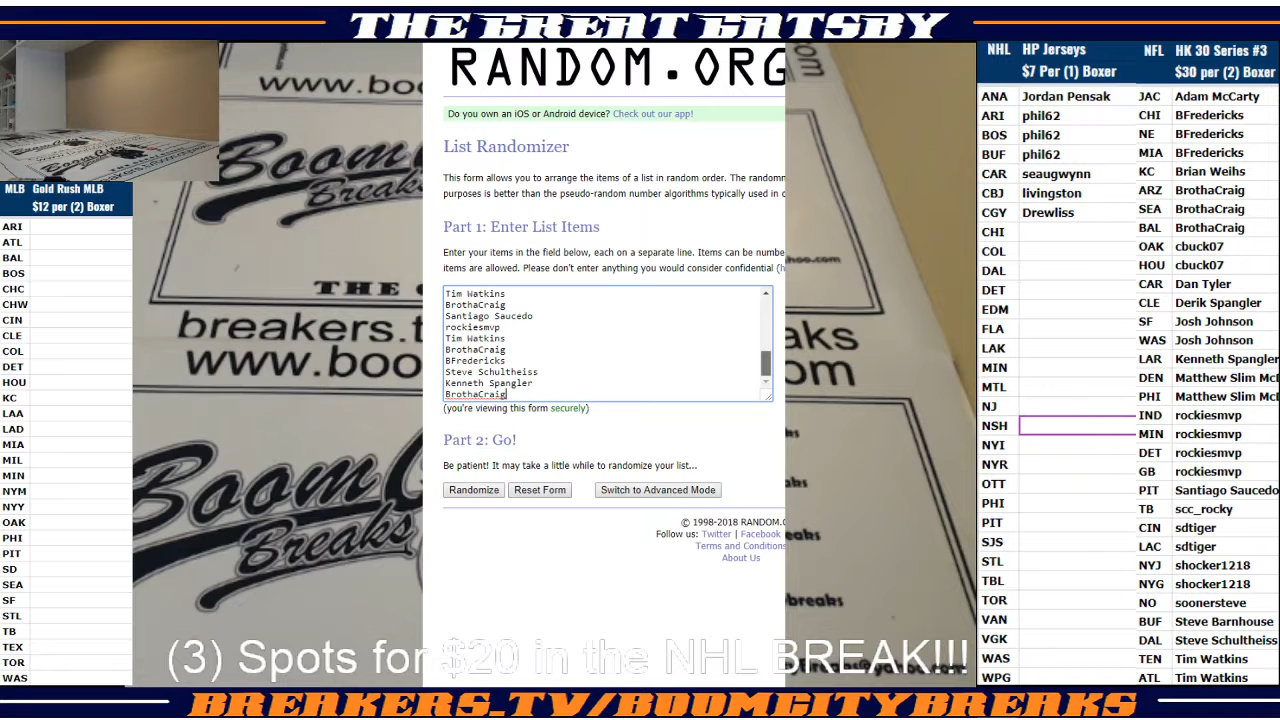 THE GREAT GATSBY
MLB Gold Rush MLB
$12 per (2) Boxer
ARI
ATL
BAL
BOS
CHC
CHW
CIN
CLE
COL
DET
HOU
KC
LAA
LAD
MIA
MIL
MIN
NYM
NYY
OAK
PHI
PIT
SD
SEA
SF
STL
TB
TEX
TOR
WAS
www.boo
BoomC
Breaks
THE G
breakers.t
www.boo
BoomC
Breaks
RANDOM.ORG
Do you own an iOS or Android device? Check out our app!
List Randomizer
This form allows you to arrange the items of a list in random order. The randomn
purposes is better than the pseudo-random number algorithms typically used in c
Part 1: Enter List Items
Enter your items in the field below, each on a separate line. Items can be numbe
items are allowed. Please don't enter anything you would consider confidential (h
Tim Watkins
BrothaCraig
Santiago Saucedo
rockiesmvp
Tim Watkins
BrothaCraig
BFredericks
Steve Schultheiss
Kenneth Spangler
BrothaCraig
(you're viewing this form securely)
Part 2: Go!
Be patient! It may take a little while to randomize your list...
Randomize Reset Form Switch to Advanced Mode
© 1998-2018 RANDOM.O
Follow us: Twitter | Facebook
Terms and Conditions
About Us
(3) Spots for $20 in the NHL BREAK!!!
NHL HP Jerseys
$7 Per (1) Boxer
ANA Jordan Pensak
ARI phil62
BOS phil62
BUF phil62
CAR seaugwynn
CBJ livingston
CGY Drewliss
CHI
COL
DAL
DET
EDM
FLA
LAK
MIN
MTL
NJ
NSH
NYI
NYR
OTT
PHI
PIT
SJS
STL
TBL
TOR
VAN
VGK
WAS
WPG
NFL HK 30 Series #3
$30 per (2) Boxer
JAC Adam McCarty
CHI BFredericks
NE BFredericks
MIA BFredericks
KC Brian Weihs
ARZ BrothaCraig
SEA BrothaCraig
BAL BrothaCraig
OAK cbuck07
HOU cbuck07
CAR Dan Tyler
CLE Derik Spangler
SF Josh Johnson
WAS Josh Johnson
LAR Kenneth Spangler
DEN Matthew Slim McI
PHI Matthew Slim McI
IND rockiesmvp
MIN rockiesmvp
DET rockiesmvp
GB rockiesmvp
PIT Santiago Saucedo
TB scc_rocky
CIN sdtiger
LAC sdtiger
NYJ shocker1218
NYG shocker1218
NO soonersteve
BUF Steve Barnhouse
DAL Steve Schultheiss
TEN Tim Watkins
ATL Tim Watkins
BREAKERS.TV/BOOMCITYBREAKS